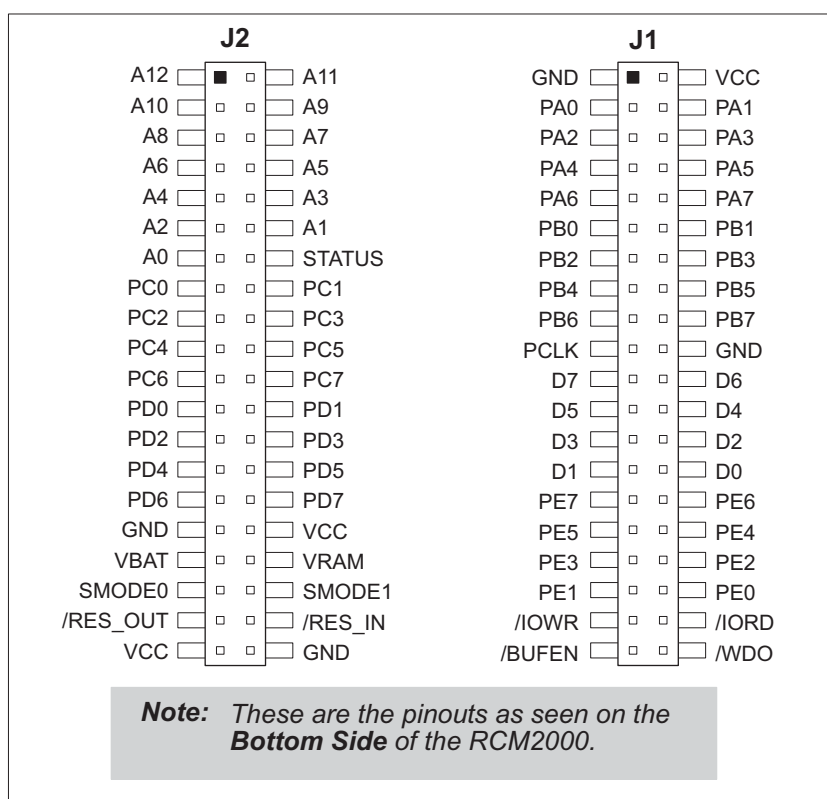 J2 J1
A12 A11 GND VCC
A10 A9 PA0 PA1
A8 A7 PA2 PA3
A6 A5 PA4 PA5
A4 A3 PA6 PA7
A2 A1 PB0 PB1
A0 STATUS PB2 PB3
PC0 PC1 PB4 PB5
PC2 PC3 PB6 PB7
PC4 PC5 PCLK GND
PC6 PC7 D7 D6
PD0 PD1 D5 D4
PD2 PD3 D3 D2
PD4 PD5 D1 D0
PD6 PD7 PE7 PE6
GND VCC PE5 PE4
VBAT VRAM PE3 PE2
SMODE0 SMODE1 PE1 PE0
/RES_OUT /RES_IN /IOWR /IORD
VCC GND /BUFEN /WDO
Note: These are the pinouts as seen on the
Bottom Side of the RCM2000.